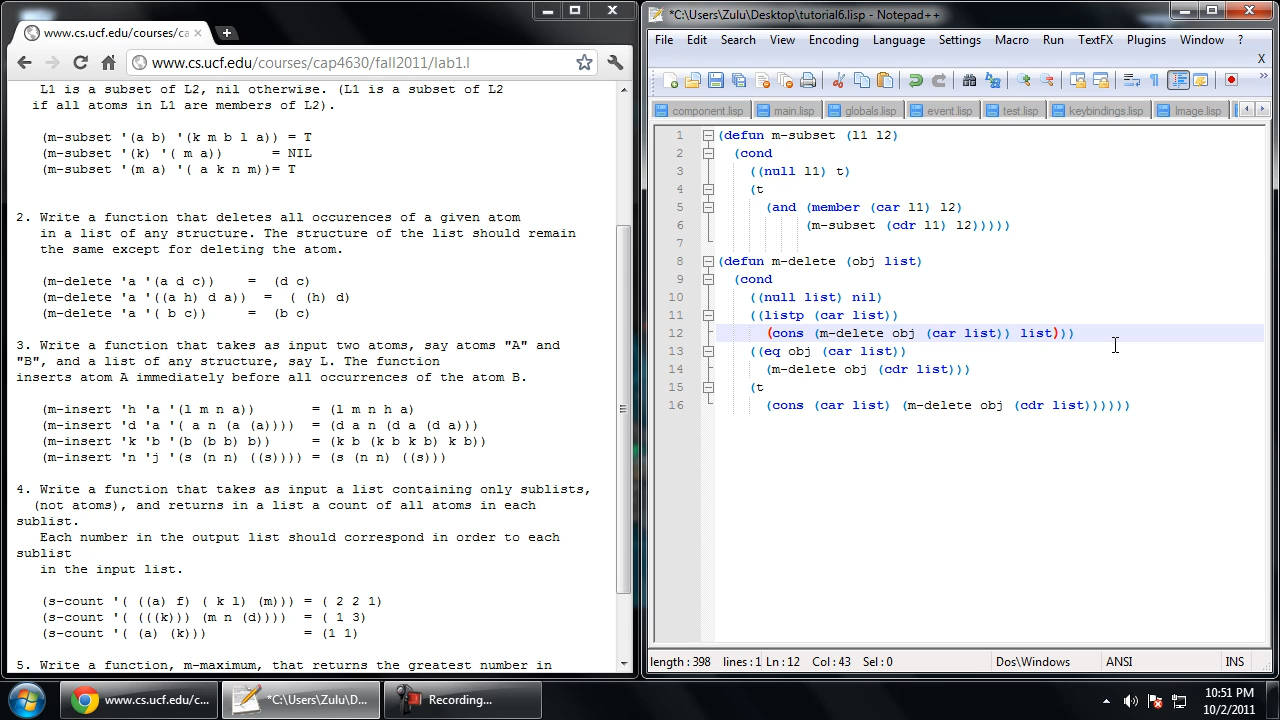 www.cs.ucf.edu/courses/ca
www.cs.ucf.edu/courses/cap4630/fall2011/lab1.l
L1 is a subset of L2, nil otherwise. (L1 is a subset of L2
if all atoms in L1 are members of L2).
(m-subset '(a b) '(k m b l a)) = T
(m-subset '(k) '( m a)) = NIL
(m-subset '(m a) '( a k n m))= T
2. Write a function that deletes all occurences of a given atom
in a list of any structure. The structure of the list should remain
the same except for deleting the atom.
(m-delete 'a '(a d c)) = (d c)
(m-delete 'a '((a h) d a)) = ( (h) d)
(m-delete 'a '( b c)) = (b c)
3. Write a function that takes as input two atoms, say atoms "A" and
"B", and a list of any structure, say L. The function
inserts atom A immediately before all occurrences of the atom B.
(m-insert 'h 'a '(l m n a)) = (l m n h a)
(m-insert 'd 'a '( a n (a (a)))) = (d a n (d a (d a)))
(m-insert 'k 'b '(b (b b) b)) = (k b (k b k b) k b))
(m-insert 'n 'j '(s (n n) ((s)))) = (s (n n) ((s)))
4. Write a function that takes as input a list containing only sublists,
(not atoms), and returns in a list a count of all atoms in each
sublist.
Each number in the output list should correspond in order to each
sublist
in the input list.
(s-count '( ((a) f) ( k l) (m))) = ( 2 2 1)
(s-count '( (((k))) (m n (d)))) = ( 1 3)
(s-count '( (a) (k))) = (1 1)
5. Write a function, m-maximum, that returns the greatest number in
*C:\Users\Zulu\Desktop\tutorial6.lisp - Notepad++
File Edit Search View Encoding Language Settings Macro Run TextFX Plugins Window ?
X
component.lisp main.lisp globals.lisp event.lisp test.lisp keybindings.lisp Image.lisp
1 (defun m-subset (l1 l2)
2 (cond
3 ((null l1) t)
4 (t
5 (and (member (car l1) l2)
6 (m-subset (cdr l1) l2)))))
7
8 (defun m-delete (obj list)
9 (cond
10 ((null list) nil)
11 ((listp (car list))
12 (cons (m-delete obj (car list)) list)))
13 ((eq obj (car list))
14 (m-delete obj (cdr list)))
15 (t
16 (cons (car list) (m-delete obj (cdr list))))))
length : 398 lines : 1 Ln : 12 Col : 43 Sel : 0 Dos\Windows ANSI INS
www.cs.ucf.edu/c...
*C:\Users\Zulu\D...
Recording...
10:51 PM
10/2/2011